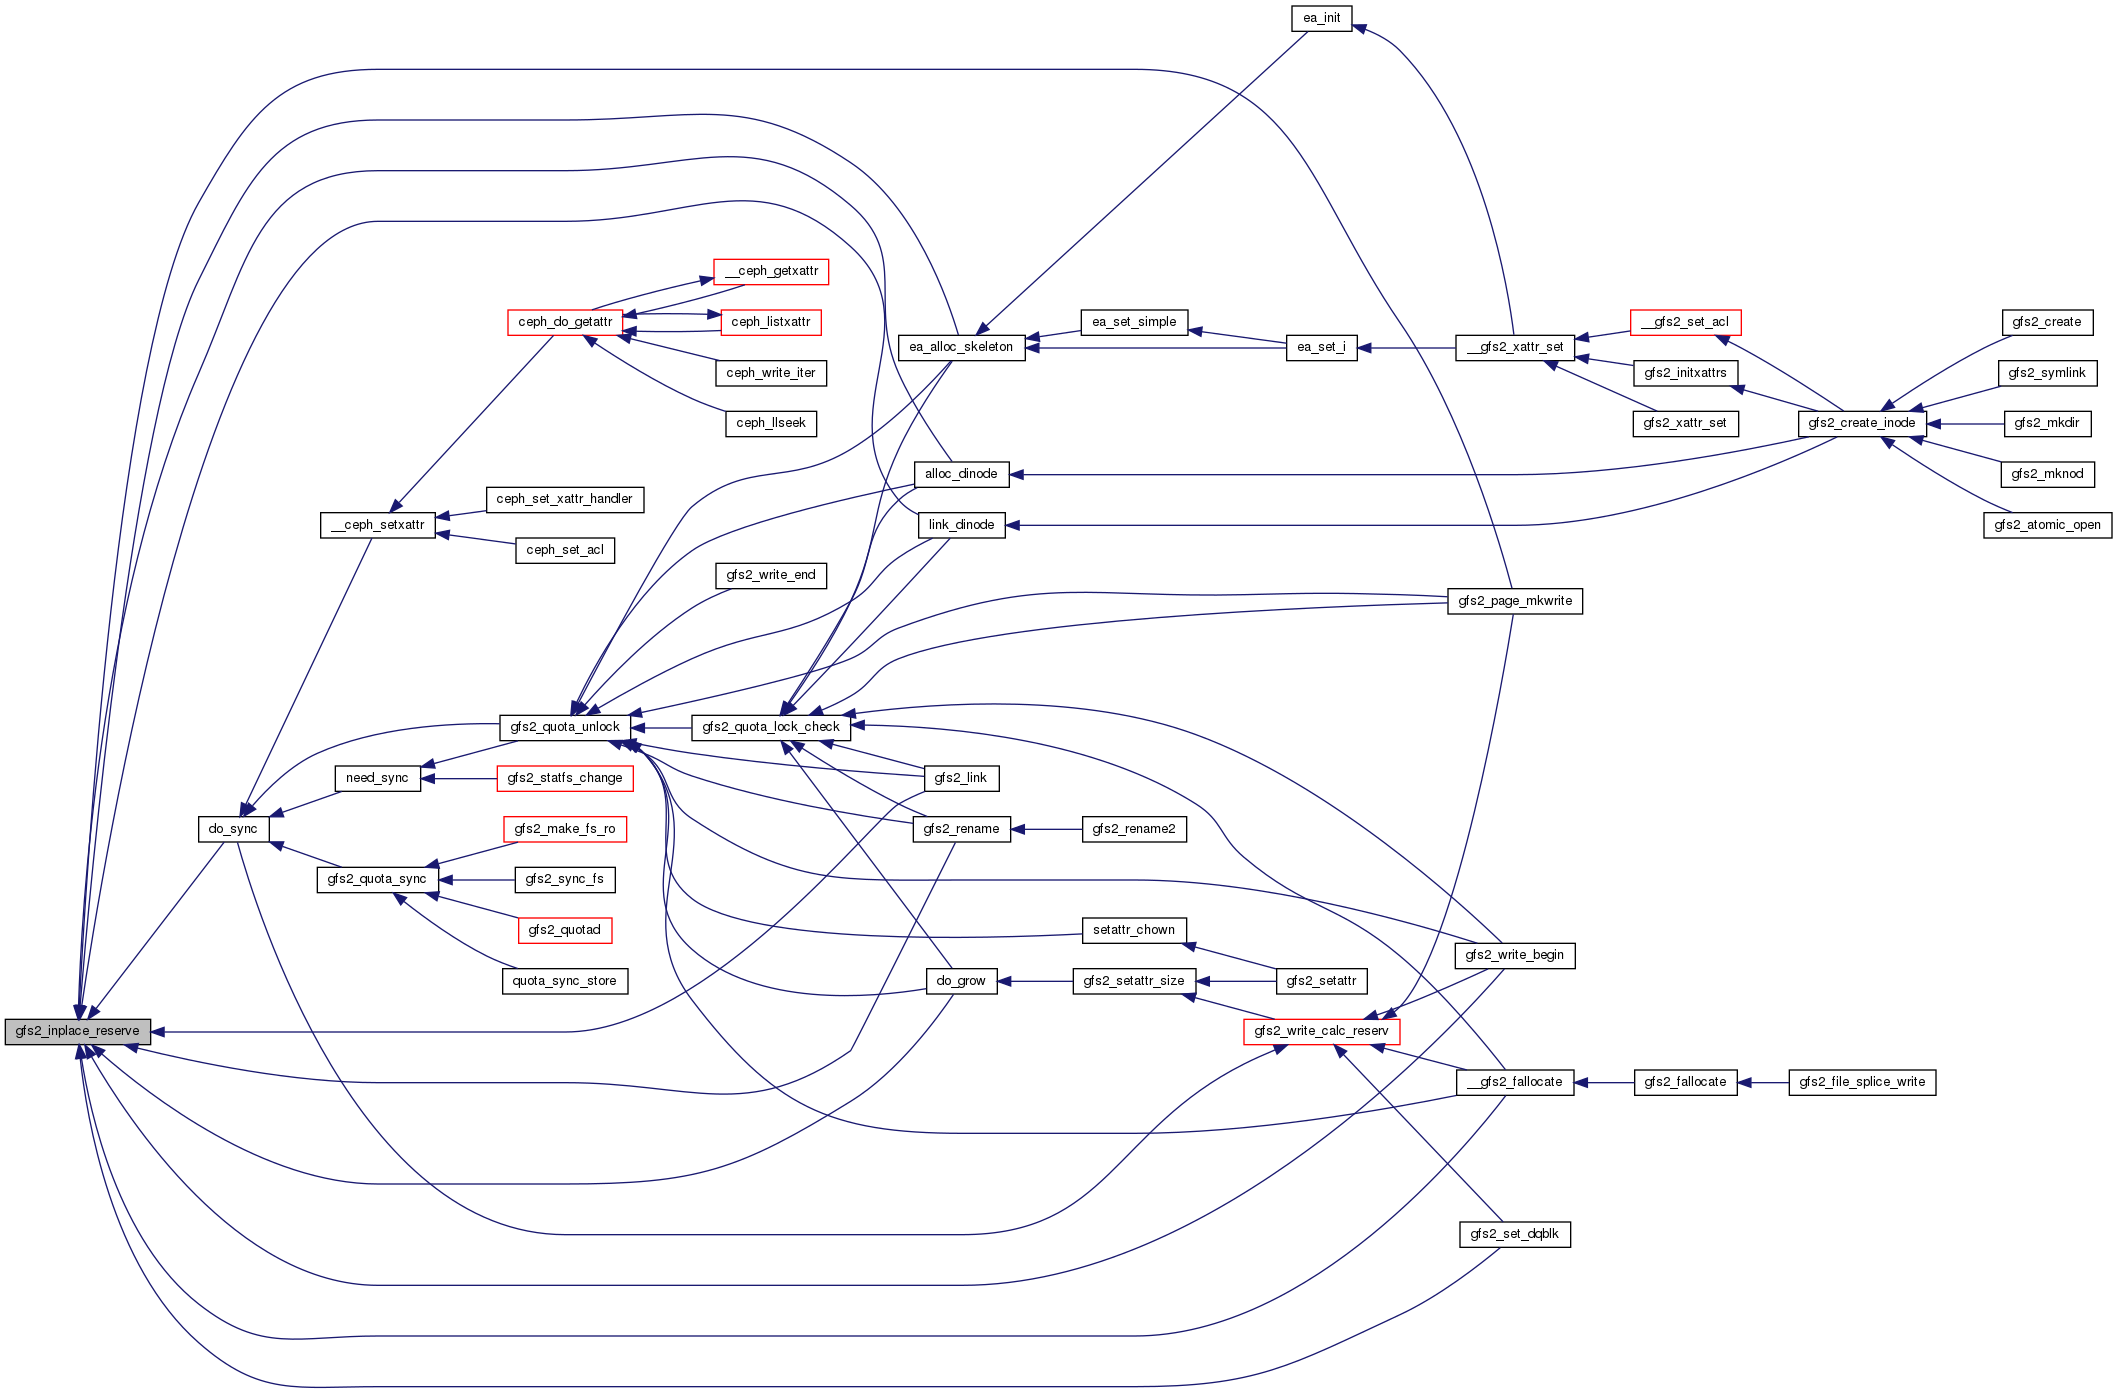 ea_init
__ceph_getxattr
ceph_do_getattr
ceph_listxattr
ea_set_simple
__gfs2_set_acl
gfs2_create
ea_alloc_skeleton
ea_set_i
__gfs2_xattr_set
ceph_write_iter
gfs2_initxattrs
gfs2_symlink
ceph_llseek
gfs2_xattr_set
gfs2_create_inode
gfs2_mkdir
alloc_dinode
gfs2_mknod
ceph_set_xattr_handler
__ceph_setxattr
link_dinode
gfs2_atomic_open
ceph_set_acl
gfs2_write_end
gfs2_page_mkwrite
gfs2_quota_unlock
gfs2_quota_lock_check
need_sync
gfs2_statfs_change
gfs2_link
do_sync
gfs2_make_fs_ro
gfs2_rename
gfs2_rename2
gfs2_quota_sync
gfs2_sync_fs
gfs2_quotad
setattr_chown
gfs2_write_begin
quota_sync_store
do_grow
gfs2_setattr_size
gfs2_setattr
gfs2_inplace_reserve
gfs2_write_calc_reserv
__gfs2_fallocate
gfs2_fallocate
gfs2_file_splice_write
gfs2_set_dqblk